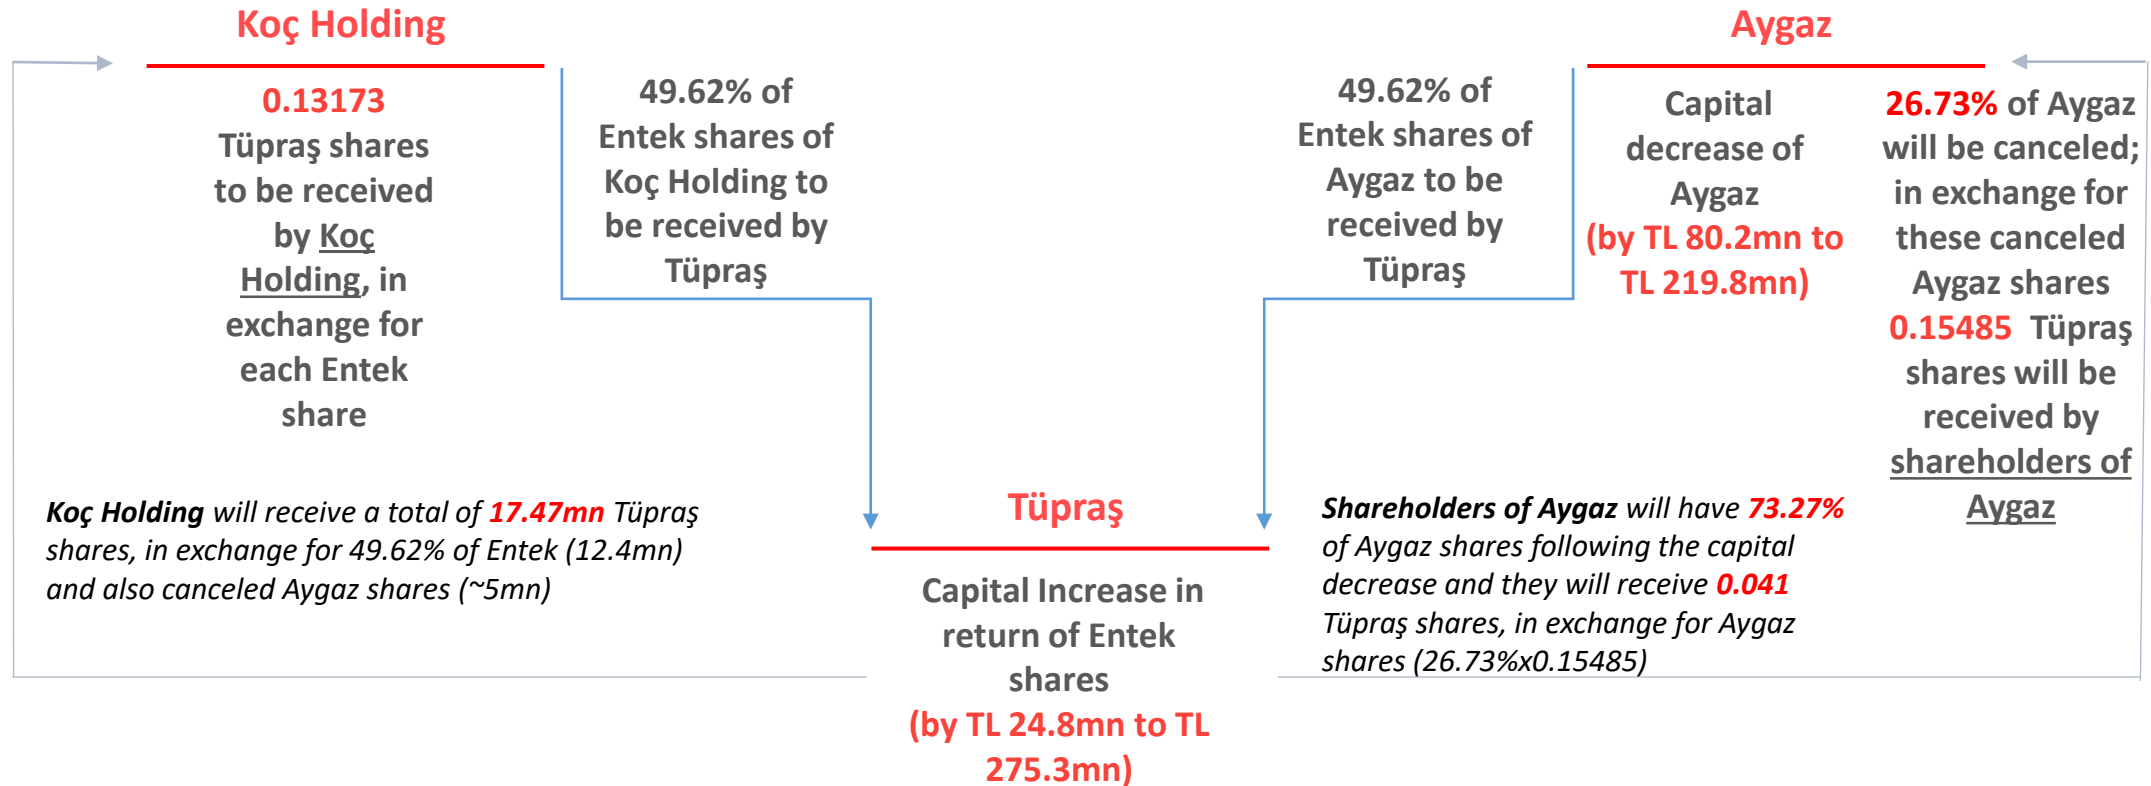 Koç Holding
0.13173
Tüpraş shares
to be received
by Koç
Holding, in
exchange for
each Entek
share
49.62% of
Entek shares of
Koç Holding to
be received by
Tüpraş
Koç Holding will receive a total of 17.47mn Tüpraş
shares, in exchange for 49.62% of Entek (12.4mn)
and also canceled Aygaz shares (~5mn)
Tüpraş
Capital Increase in
return of Entek
shares
(by TL 24.8mn to TL
275.3mn)
49.62% of
Entek shares of
Aygaz to be
received by
Tüpraş
Aygaz
Capital
decrease of
Aygaz
(by TL 80.2mn to
TL 219.8mn)
26.73% of Aygaz
will be canceled;
in exchange for
these canceled
Aygaz shares
0.15485 Tüpraş
shares will be
received by
shareholders of
Aygaz
Shareholders of Aygaz will have 73.27%
of Aygaz shares following the capital
decrease and they will receive 0.041
Tüpraş shares, in exchange for Aygaz
shares (26.73%x0.15485)